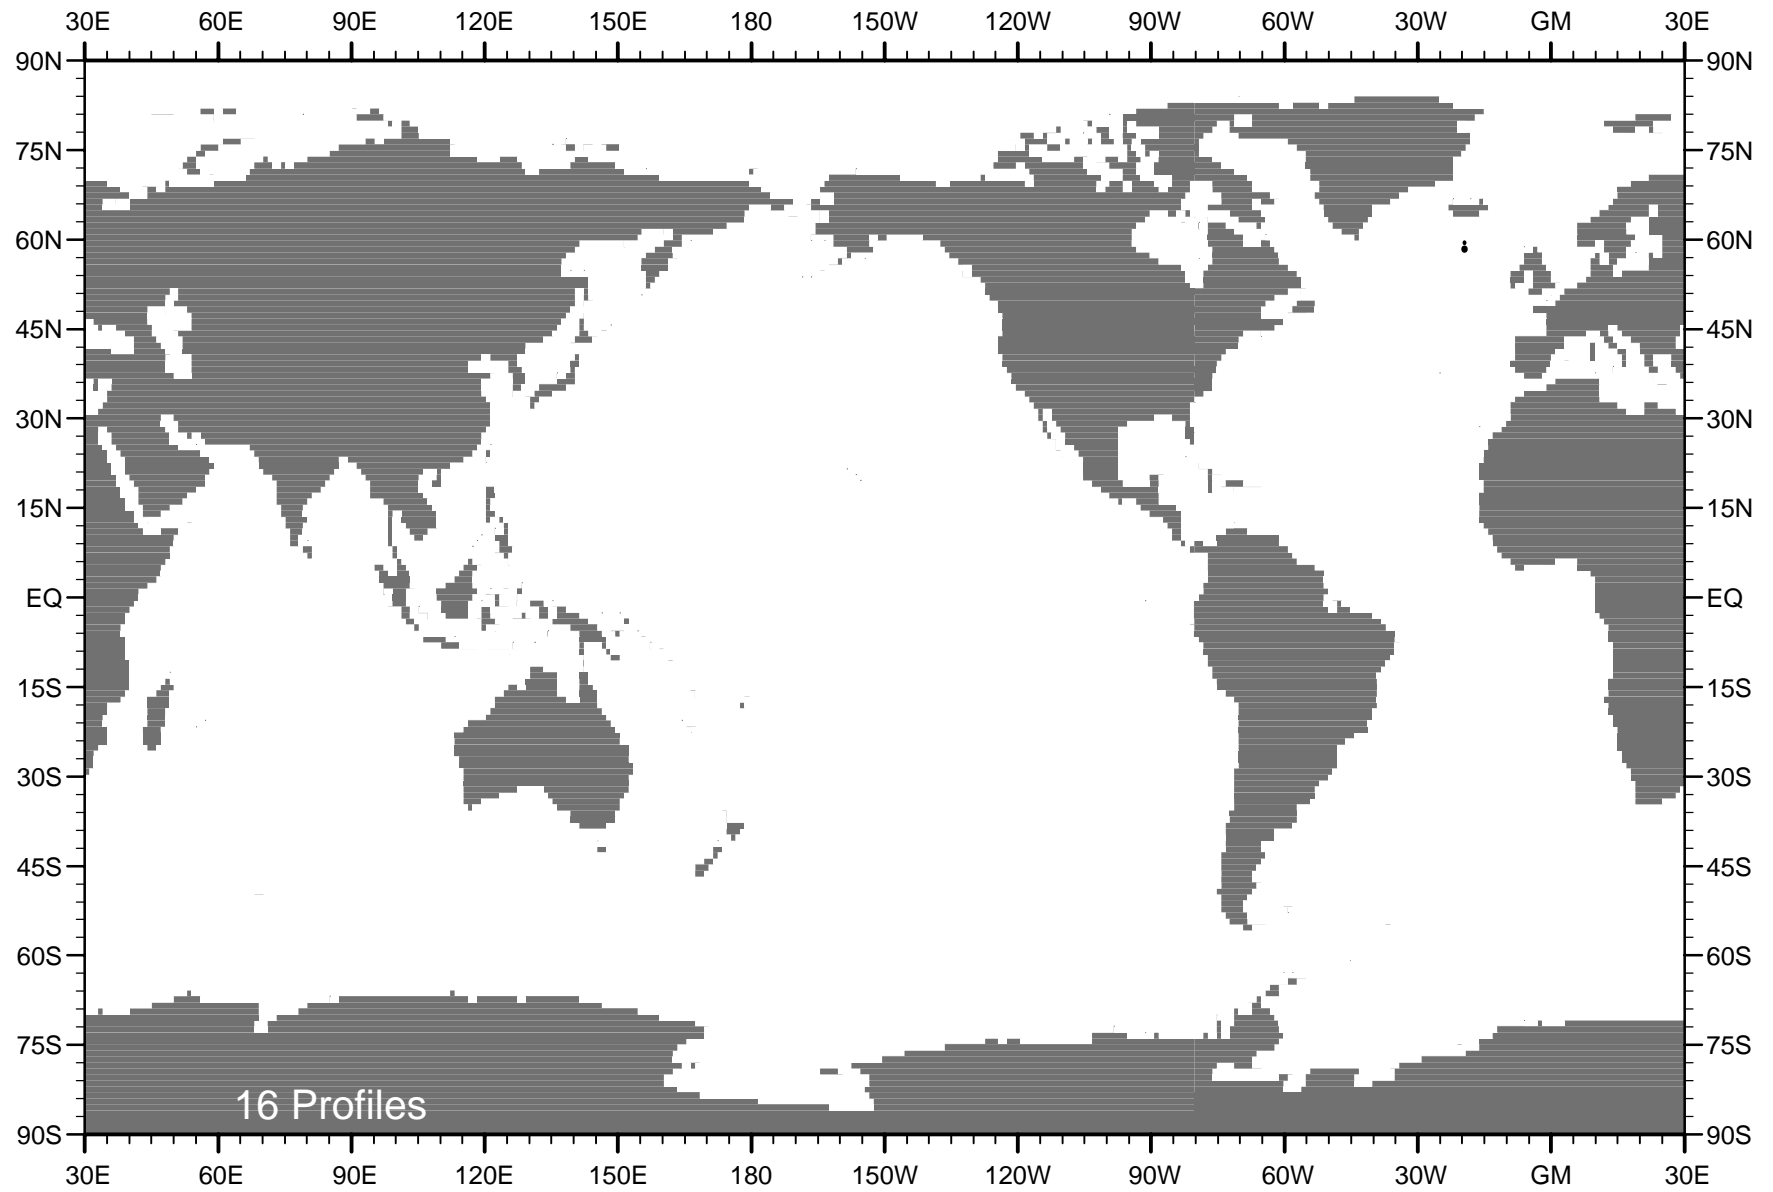 30E 60E 90E 120E 150E 180 150W 120W 90W 60W 30W GM 30E
90N 90N
75N 75N
60N 60N
45N 45N
30N 30N
15N 15N
EQ EQ
15S 15S
30S 30S
45S 45S
60S 60S
75S 75S
16 Profiles
90S 90S
30E 60E 90E 120E 150E 180 150W 120W 90W 60W 30W GM 30E